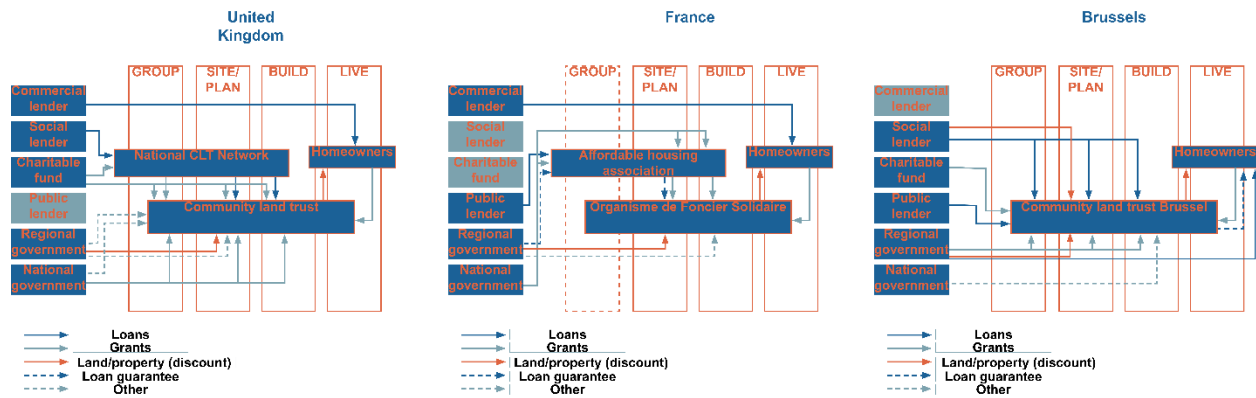 United
Kingdom
GROUP
SITE/
PLAN
BUILD
LIVE
Commercial
lender
Social
lender
Charitable
fund
Public
lender
Regional
government
National
government
National CLT Network
Homeowners
Community land trust
Loans
Grants
Land/property (discount)
Loan guarantee
Other
France
GROUP
SITE/
PLAN
BUILD
LIVE
Commercial
lender
Social
lender
Charitable
fund
Public
lender
Regional
government
National
government
Affordable housing
association
Homeowners
Organisme de Foncier Solidaire
Loans
Grants
Land/property (discount)
Loan guarantee
Other
Brussels
GROUP
SITE/
PLAN
BUILD
LIVE
Commercial
lender
Social
lender
Charitable
fund
Public
lender
Regional
government
National
government
Homeowners
Community land trust Brussel
Loans
Grants
Land/property (discount)
Loan guarantee
Other